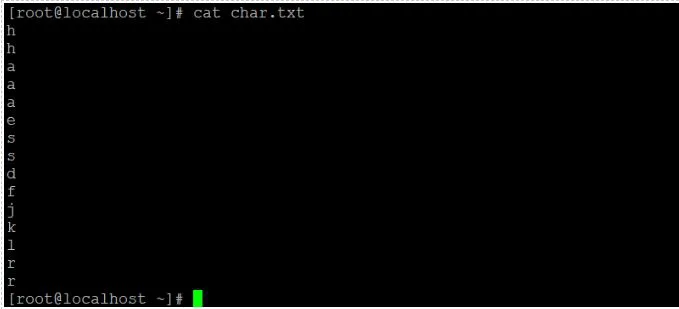 [root@localhost ~]# cat char.txt
h
h
a
a
a
e
s
s
d
f
j
k
l
r
r
[root@localhost ~]#